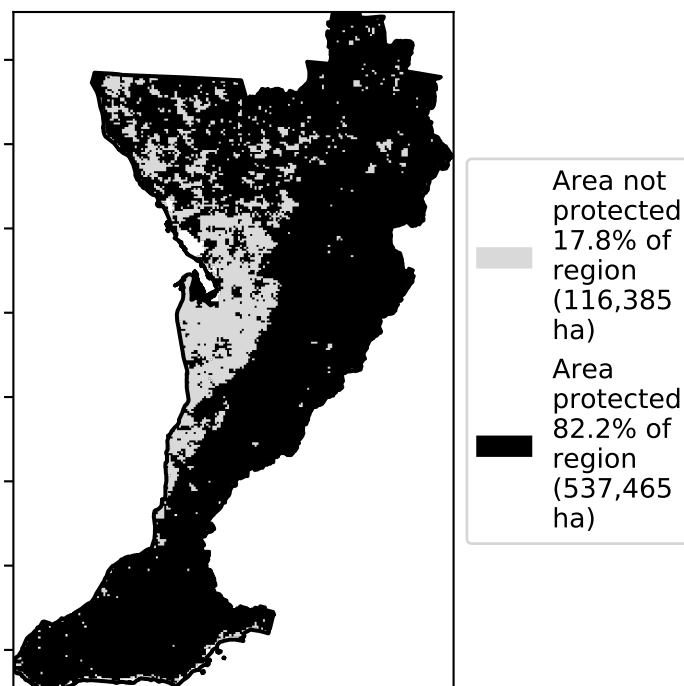 Area not
protected
17.8% of
region
(116,385
ha)
Area
protected
82.2% of
region
(537,465
ha)